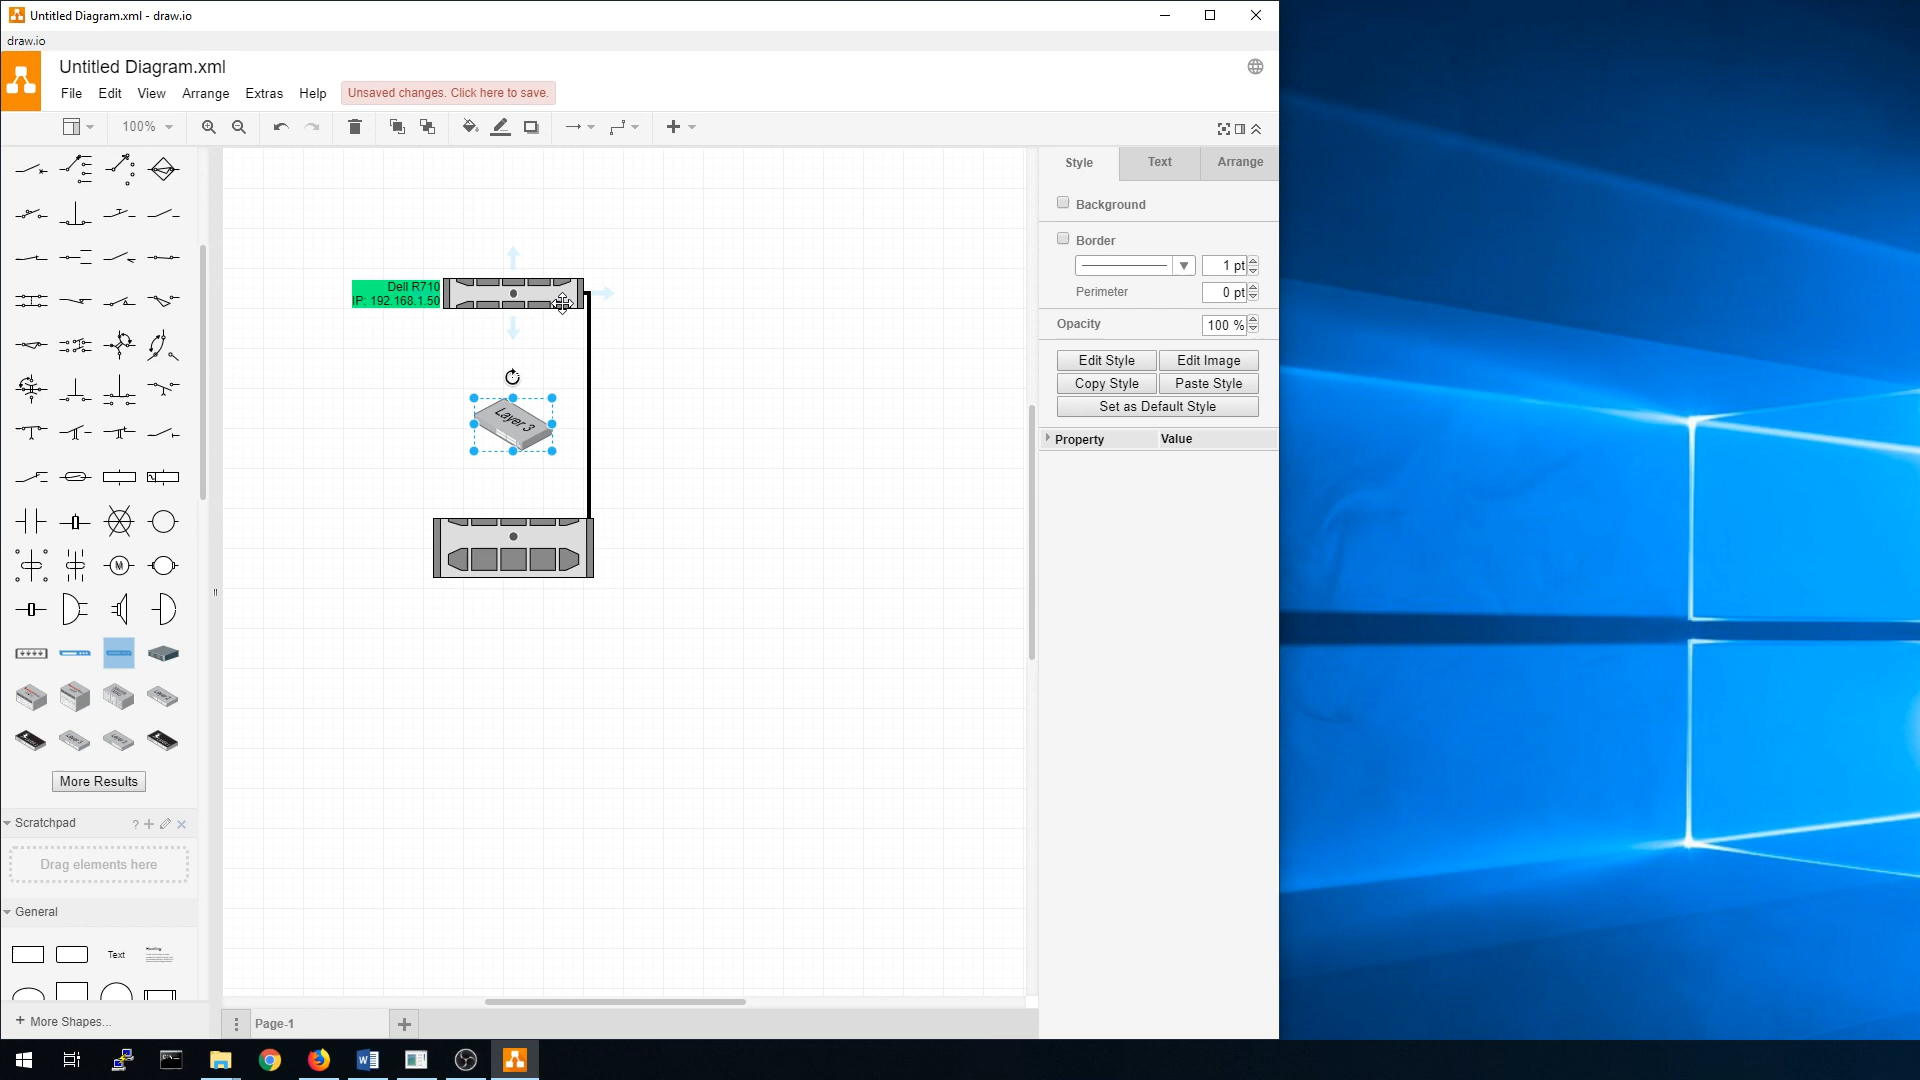 Untitled Diagram.xml - draw.io
draw.io
Untitled Diagram.xml
File Edit View Arrange Extras Help Unsaved changes. Click here to save.
100%
Style Text Arrange
Background
Border
1 pt
Perimeter 0 pt
Opacity 100 %
Edit Style Edit Image
Copy Style Paste Style
Set as Default Style
Property Value
Dell R710
IP: 192.168.1.50
Layer 3
M
More Results
Scratchpad ?
Drag elements here
General
Text
More Shapes...
Page-1